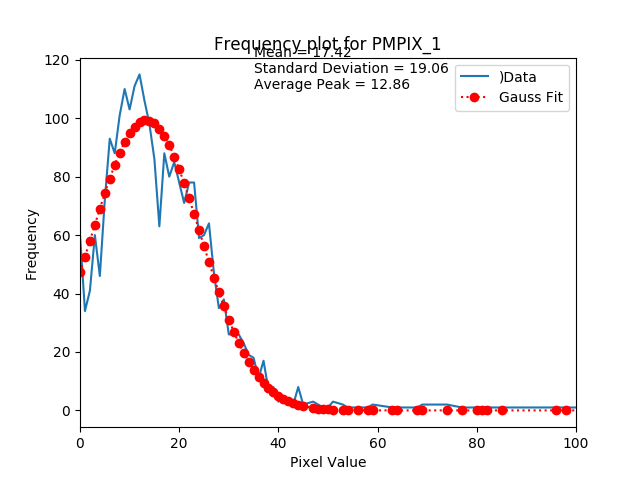 Frequency plot for PMPIX_1
Mean = 17.42
Standard Deviation = 19.06
Average Peak = 12.86
)Data
Gauss Fit
120
100
80
60
40
20
0
Frequency
0 20 40 60 80 100
Pixel Value